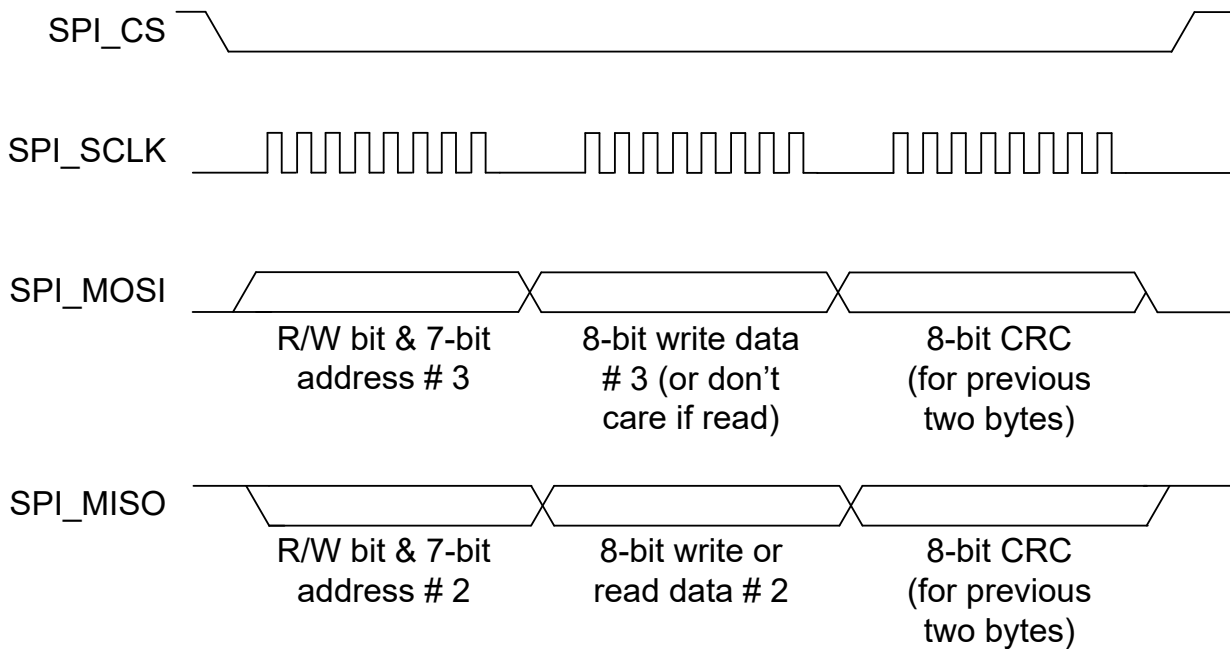 SPI_CS
SPI_SCLK
SPI_MOSI
R/W bit & 7-bit
address # 3
8-bit write data
# 3 (or don’t
care if read)
8-bit CRC
(for previous
two bytes)
SPI_MISO
R/W bit & 7-bit
address # 2
8-bit write or
read data # 2
8-bit CRC
(for previous
two bytes)